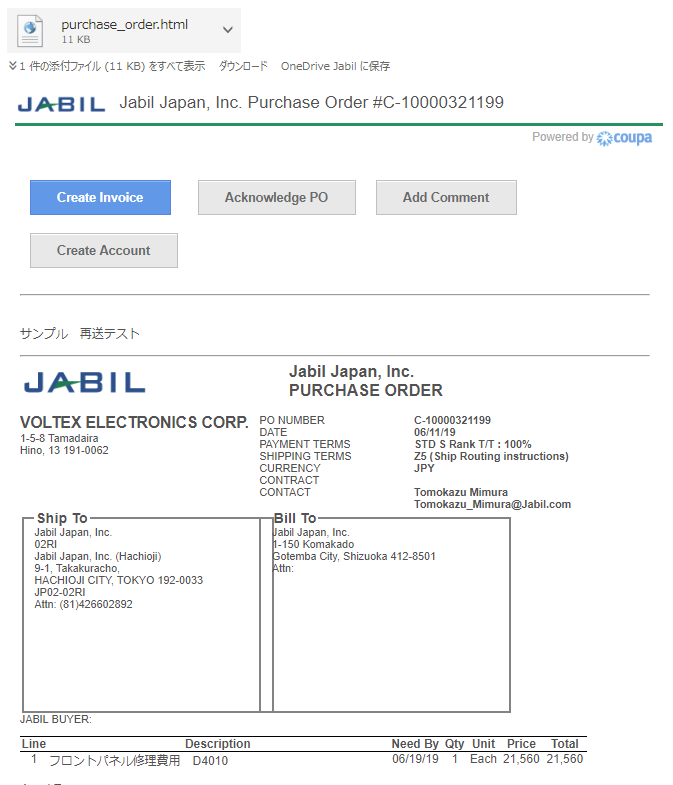 purchase_order.html
11 KB
1 件の添付ファイル (11 KB) をすべて表示 ダウンロード OneDrive Jabil に保存
JABIL Jabil Japan, Inc. Purchase Order #C-10000321199
Powered by coupa
Create Invoice Acknowledge PO Add Comment
Create Account
サンプル 再送テスト
JABIL
Jabil Japan, Inc.
PURCHASE ORDER
VOLTEX ELECTRONICS CORP.
1-5-8 Tamadaira
Hino, 13 191-0062
PO NUMBER C-10000321199
DATE 06/11/19
PAYMENT TERMS STD S Rank T/T : 100%
SHIPPING TERMS Z5 (Ship Routing instructions)
CURRENCY JPY
CONTRACT
CONTACT Tomokazu Mimura
Tomokazu_Mimura@Jabil.com
Ship To
Jabil Japan, Inc.
02RI
Jabil Japan, Inc. (Hachioji)
9-1, Takakuracho,
HACHIOJI CITY, TOKYO 192-0033
JP02-02RI
Attn: (81)426602892
Bill To
Jabil Japan, Inc.
1-150 Komakado
Gotemba City, Shizuoka 412-8501
Attn:
JABIL BUYER:
Line Description Need By Qty Unit Price Total
1 フロントパネル修理費用 D4010 06/19/19 1 Each 21,560 21,560